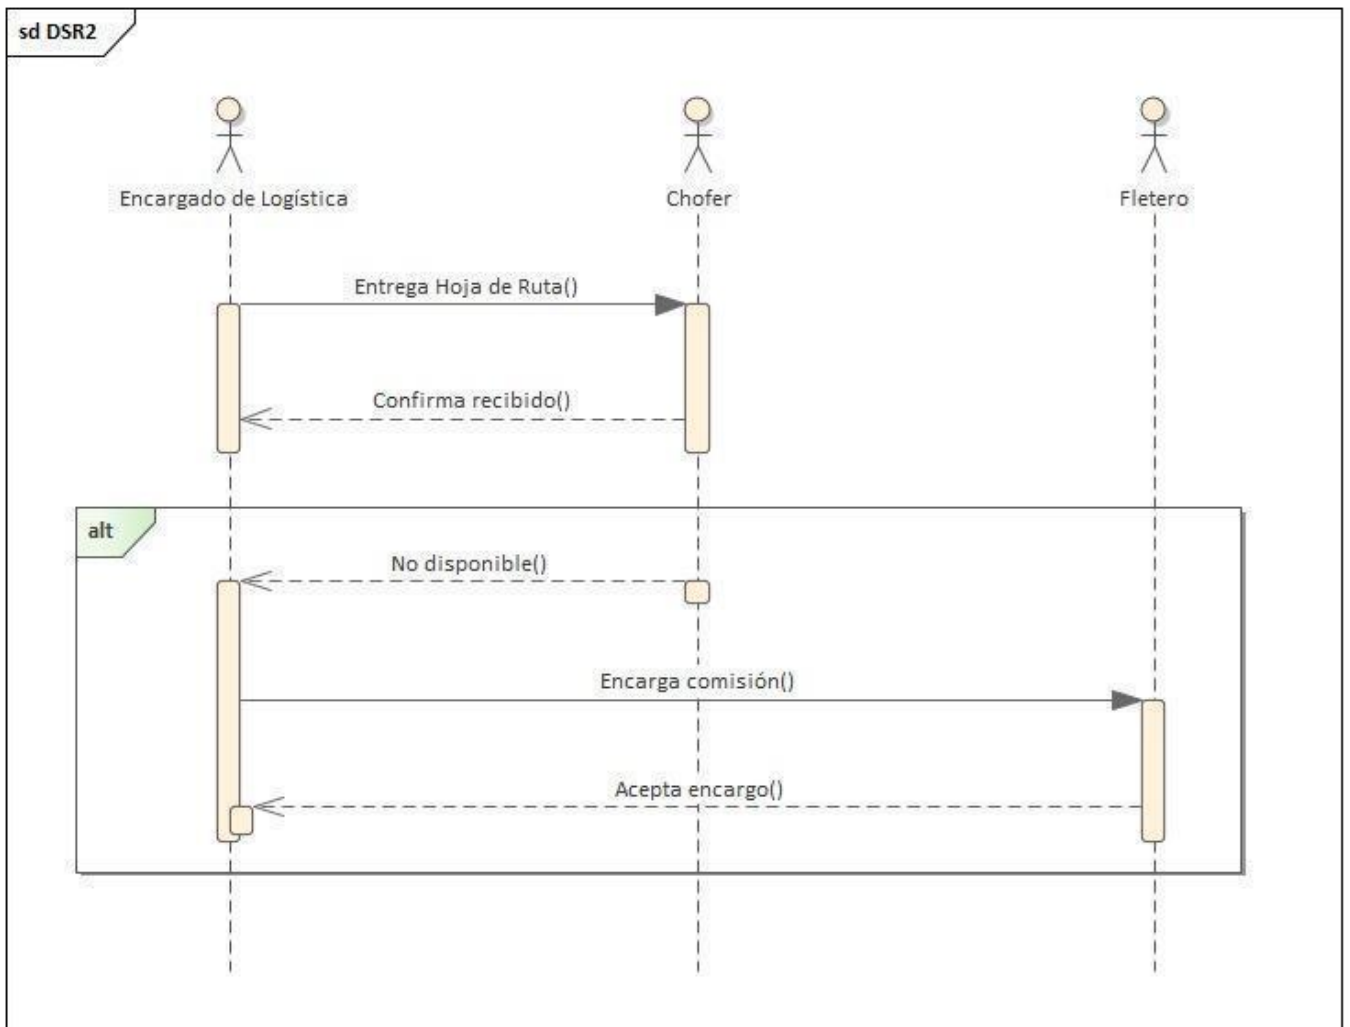 sd DSR2
Encargado de Logística
Chofer
Fletero
Entrega Hoja de Ruta()
Confirma recibido()
alt
No disponible()
Encarga comisión()
Acepta encargo()